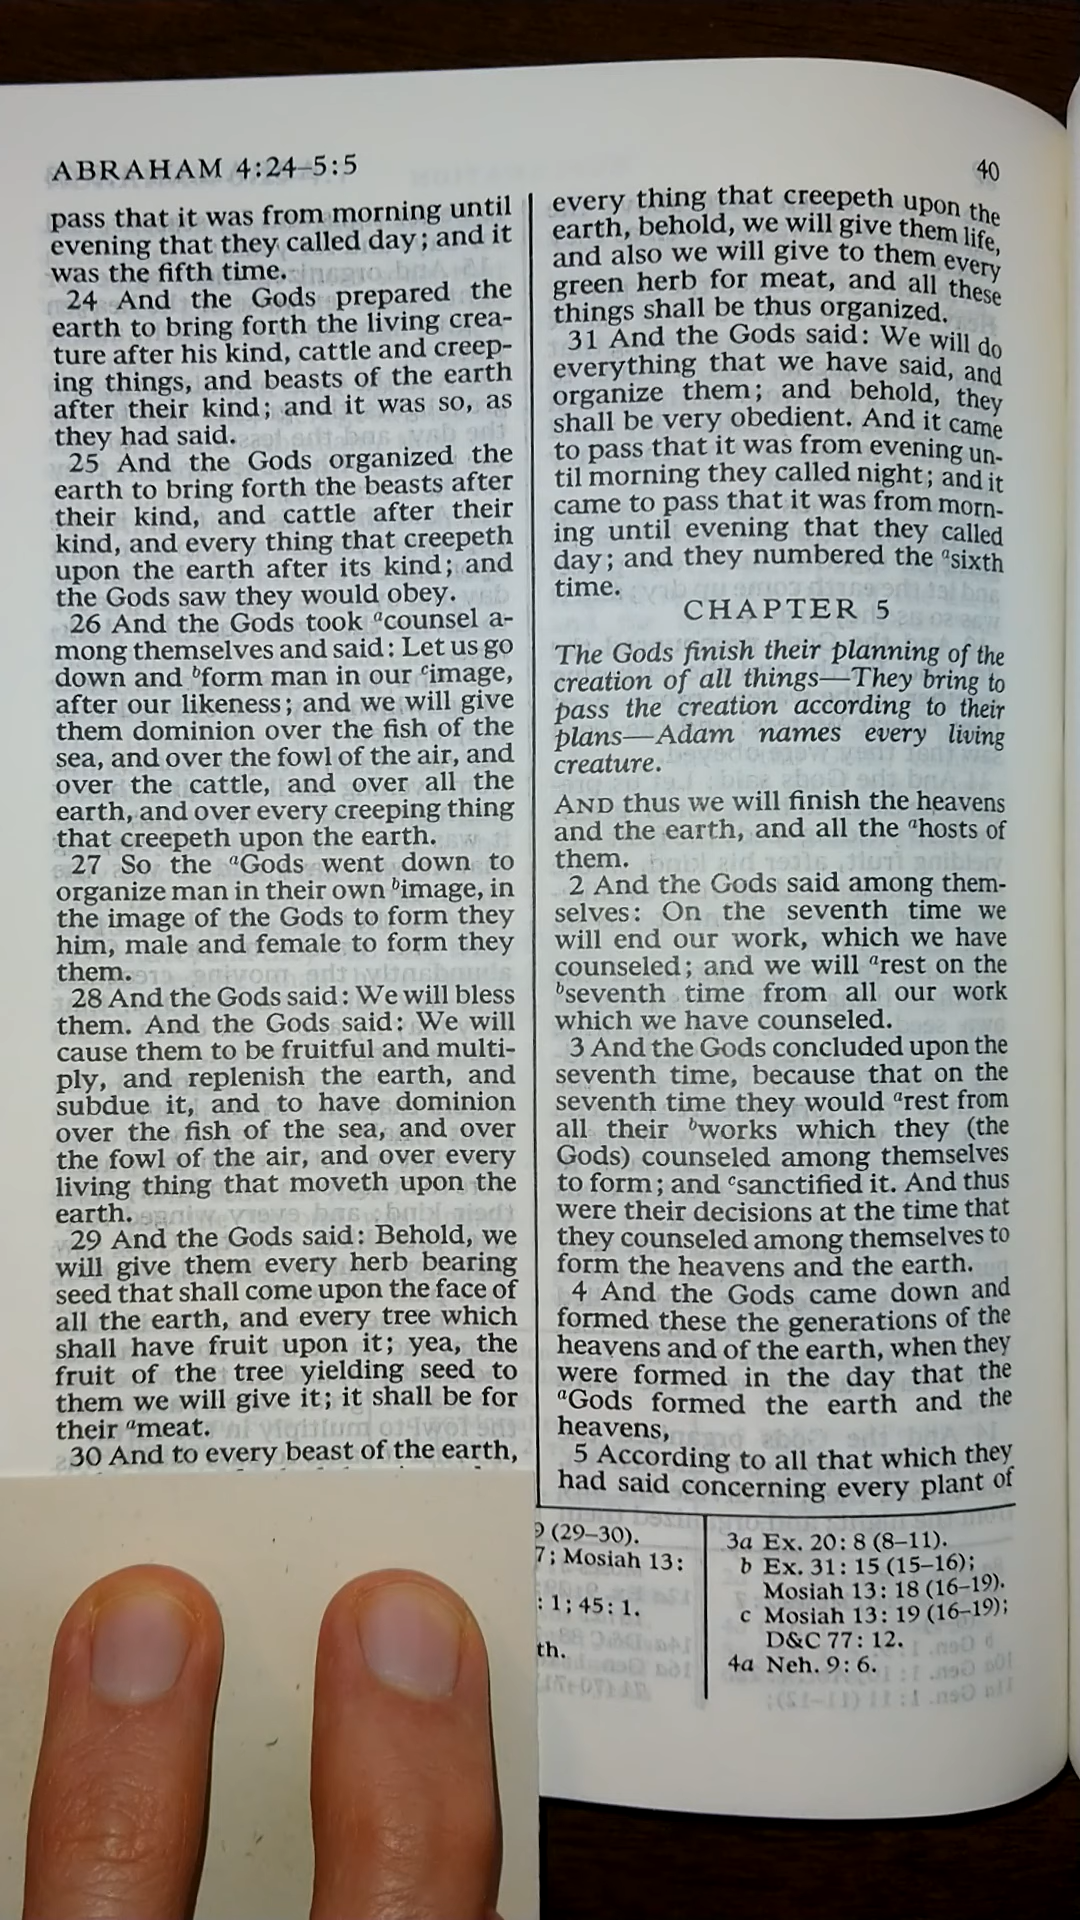 ABRAHAM 4:24–5:5
40
pass that it was from morning until
evening that they called day; and it
was the fifth time.
24 And the Gods prepared the
earth to bring forth the living crea-
ture after his kind, cattle and creep-
ing things, and beasts of the earth
after their kind; and it was so, as
they had said.
25 And the Gods organized the
earth to bring forth the beasts after
their kind, and cattle after their
kind, and every thing that creepeth
upon the earth after its kind; and
the Gods saw they would obey.
26 And the Gods took ᵃcounsel a-
mong themselves and said: Let us go
down and ᵇform man in our ᶜimage,
after our likeness; and we will give
them dominion over the fish of the
sea, and over the fowl of the air, and
over the cattle, and over all the
earth, and over every creeping thing
that creepeth upon the earth.
27 So the ᵃGods went down to
organize man in their own ᵇimage, in
the image of the Gods to form they
him, male and female to form they
them.
28 And the Gods said: We will bless
them. And the Gods said: We will
cause them to be fruitful and multi-
ply, and replenish the earth, and
subdue it, and to have dominion
over the fish of the sea, and over
the fowl of the air, and over every
living thing that moveth upon the
earth.
29 And the Gods said: Behold, we
will give them every herb bearing
seed that shall come upon the face of
all the earth, and every tree which
shall have fruit upon it; yea, the
fruit of the tree yielding seed to
them we will give it; it shall be for
their ᵃmeat.
30 And to every beast of the earth,
every thing that creepeth upon the
earth, behold, we will give them life,
and also we will give to them every
green herb for meat, and all these
things shall be thus organized.
31 And the Gods said: We will do
everything that we have said, and
organize them; and behold, they
shall be very obedient. And it came
to pass that it was from evening un-
til morning they called night; and it
came to pass that it was from morn-
ing until evening that they called
day; and they numbered the ᵃsixth
time.
CHAPTER 5
The Gods finish their planning of the
creation of all things—They bring to
pass the creation according to their
plans—Adam names every living
creature.
AND thus we will finish the heavens
and the earth, and all the ᵃhosts of
them.
2 And the Gods said among them-
selves: On the seventh time we
will end our work, which we have
counseled; and we will ᵃrest on the
ᵇseventh time from all our work
which we have counseled.
3 And the Gods concluded upon the
seventh time, because that on the
seventh time they would ᵃrest from
all their ᵇworks which they (the
Gods) counseled among themselves
to form; and ᶜsanctified it. And thus
were their decisions at the time that
they counseled among themselves to
form the heavens and the earth.
4 And the Gods came down and
formed these the generations of the
heavens and of the earth, when they
were formed in the day that the
ᵃGods formed the earth and the
heavens,
5 According to all that which they
had said concerning every plant of
(29–30).
7; Mosiah 13:
: 1; 45: 1.
th.
3a Ex. 20: 8 (8–11).
b Ex. 31: 15 (15–16);
Mosiah 13: 18 (16–19).
c Mosiah 13: 19 (16–19);
D&C 77: 12.
4a Neh. 9: 6.